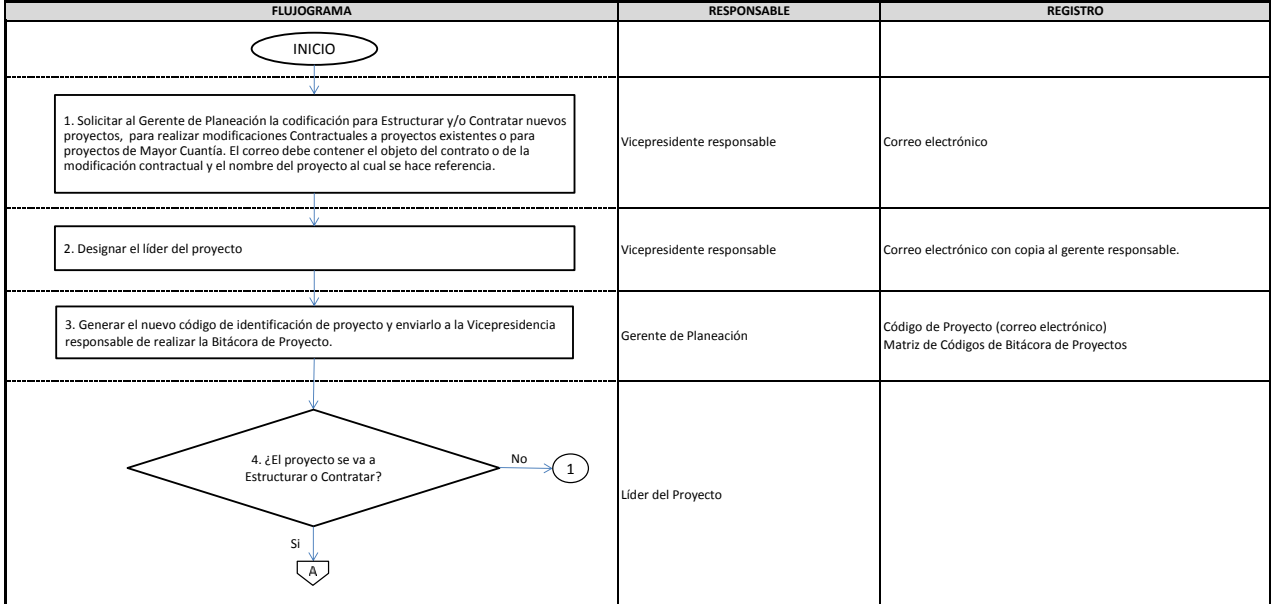 FLUJOGRAMA RESPONSABLE REGISTRO
INICIO
1. Solicitar al Gerente de Planeación la codificación para Estructurar y/o Contratar nuevos
proyectos, para realizar modificaciones Contractuales a proyectos existentes o para
proyectos de Mayor Cuantía. El correo debe contener el objeto del contrato o de la
modificación contractual y el nombre del proyecto al cual se hace referencia.
Vicepresidente responsable
Correo electrónico
2. Designar el líder del proyecto
Vicepresidente responsable
Correo electrónico con copia al gerente responsable.
3. Generar el nuevo código de identificación de proyecto y enviarlo a la Vicepresidencia
responsable de realizar la Bitácora de Proyecto.
Gerente de Planeación
Código de Proyecto (correo electrónico)
Matriz de Códigos de Bitácora de Proyectos
4. ¿El proyecto se va a
Estructurar o Contratar?
No
1
Líder del Proyecto
Si
A